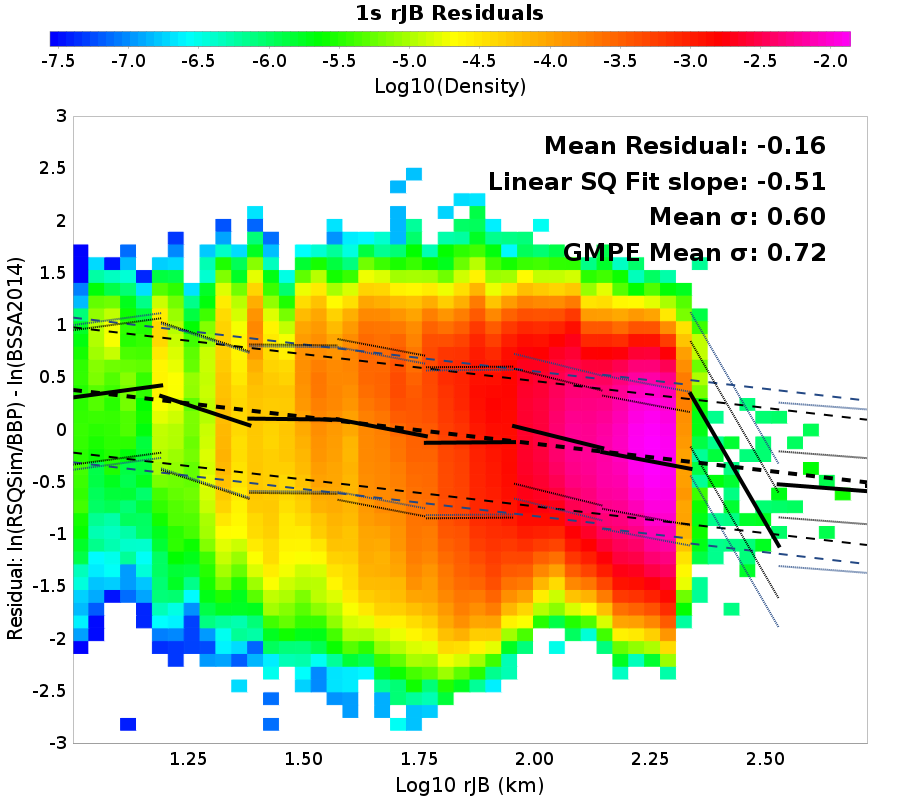 1s rJB Residuals
-7.5 -7.0 -6.5 -6.0 -5.5 -5.0 -4.5 -4.0 -3.5 -3.0 -2.5 -2.0
Log10(Density)
Mean Residual: -0.16
Linear SQ Fit slope: -0.51
Mean σ: 0.60
GMPE Mean σ: 0.72
Residual: ln(RSQSim/BBP) - ln(BSSA2014)
3
2.5
2
1.5
1
0.5
0
-0.5
-1
-1.5
-2
-2.5
-3
1.25 1.50 1.75 2.00 2.25 2.50
Log10 rJB (km)